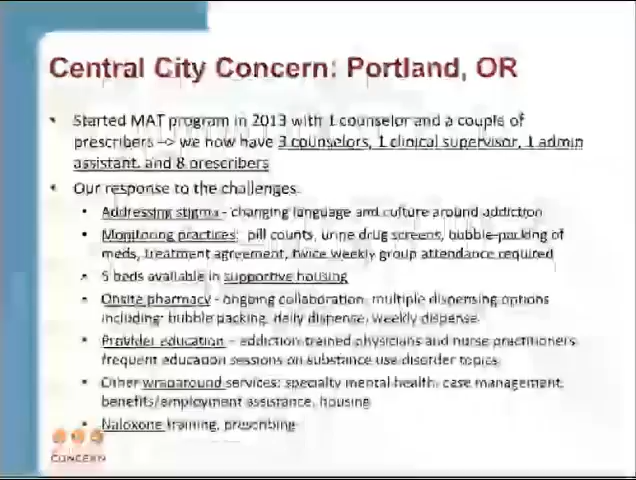 Central City Concern: Portland, OR
• Started MAT program in 2013 with 1 counselor and a couple of
prescribers –> we now have 3 counselors, 1 clinical supervisor, 1 admin
assistant, and 8 prescribers
• Our response to the challenges
• Addressing stigma - changing language and culture around addiction
• Monitoring practices: pill counts, urine drug screens, bubble-packing of
meds, treatment agreement, twice weekly group attendance required
• 5 beds available in supportive housing
• Onsite pharmacy - ongoing collaboration, multiple dispensing options
including: bubble packing, daily dispense, weekly dispense
• Provider education – addiction trained physicians and nurse practitioners
frequent education sessions on substance use disorder topics
• Other wraparound services: specialty mental health, case management,
benefits/employment assistance, housing
• Naloxone training, prescribing
CONCERN